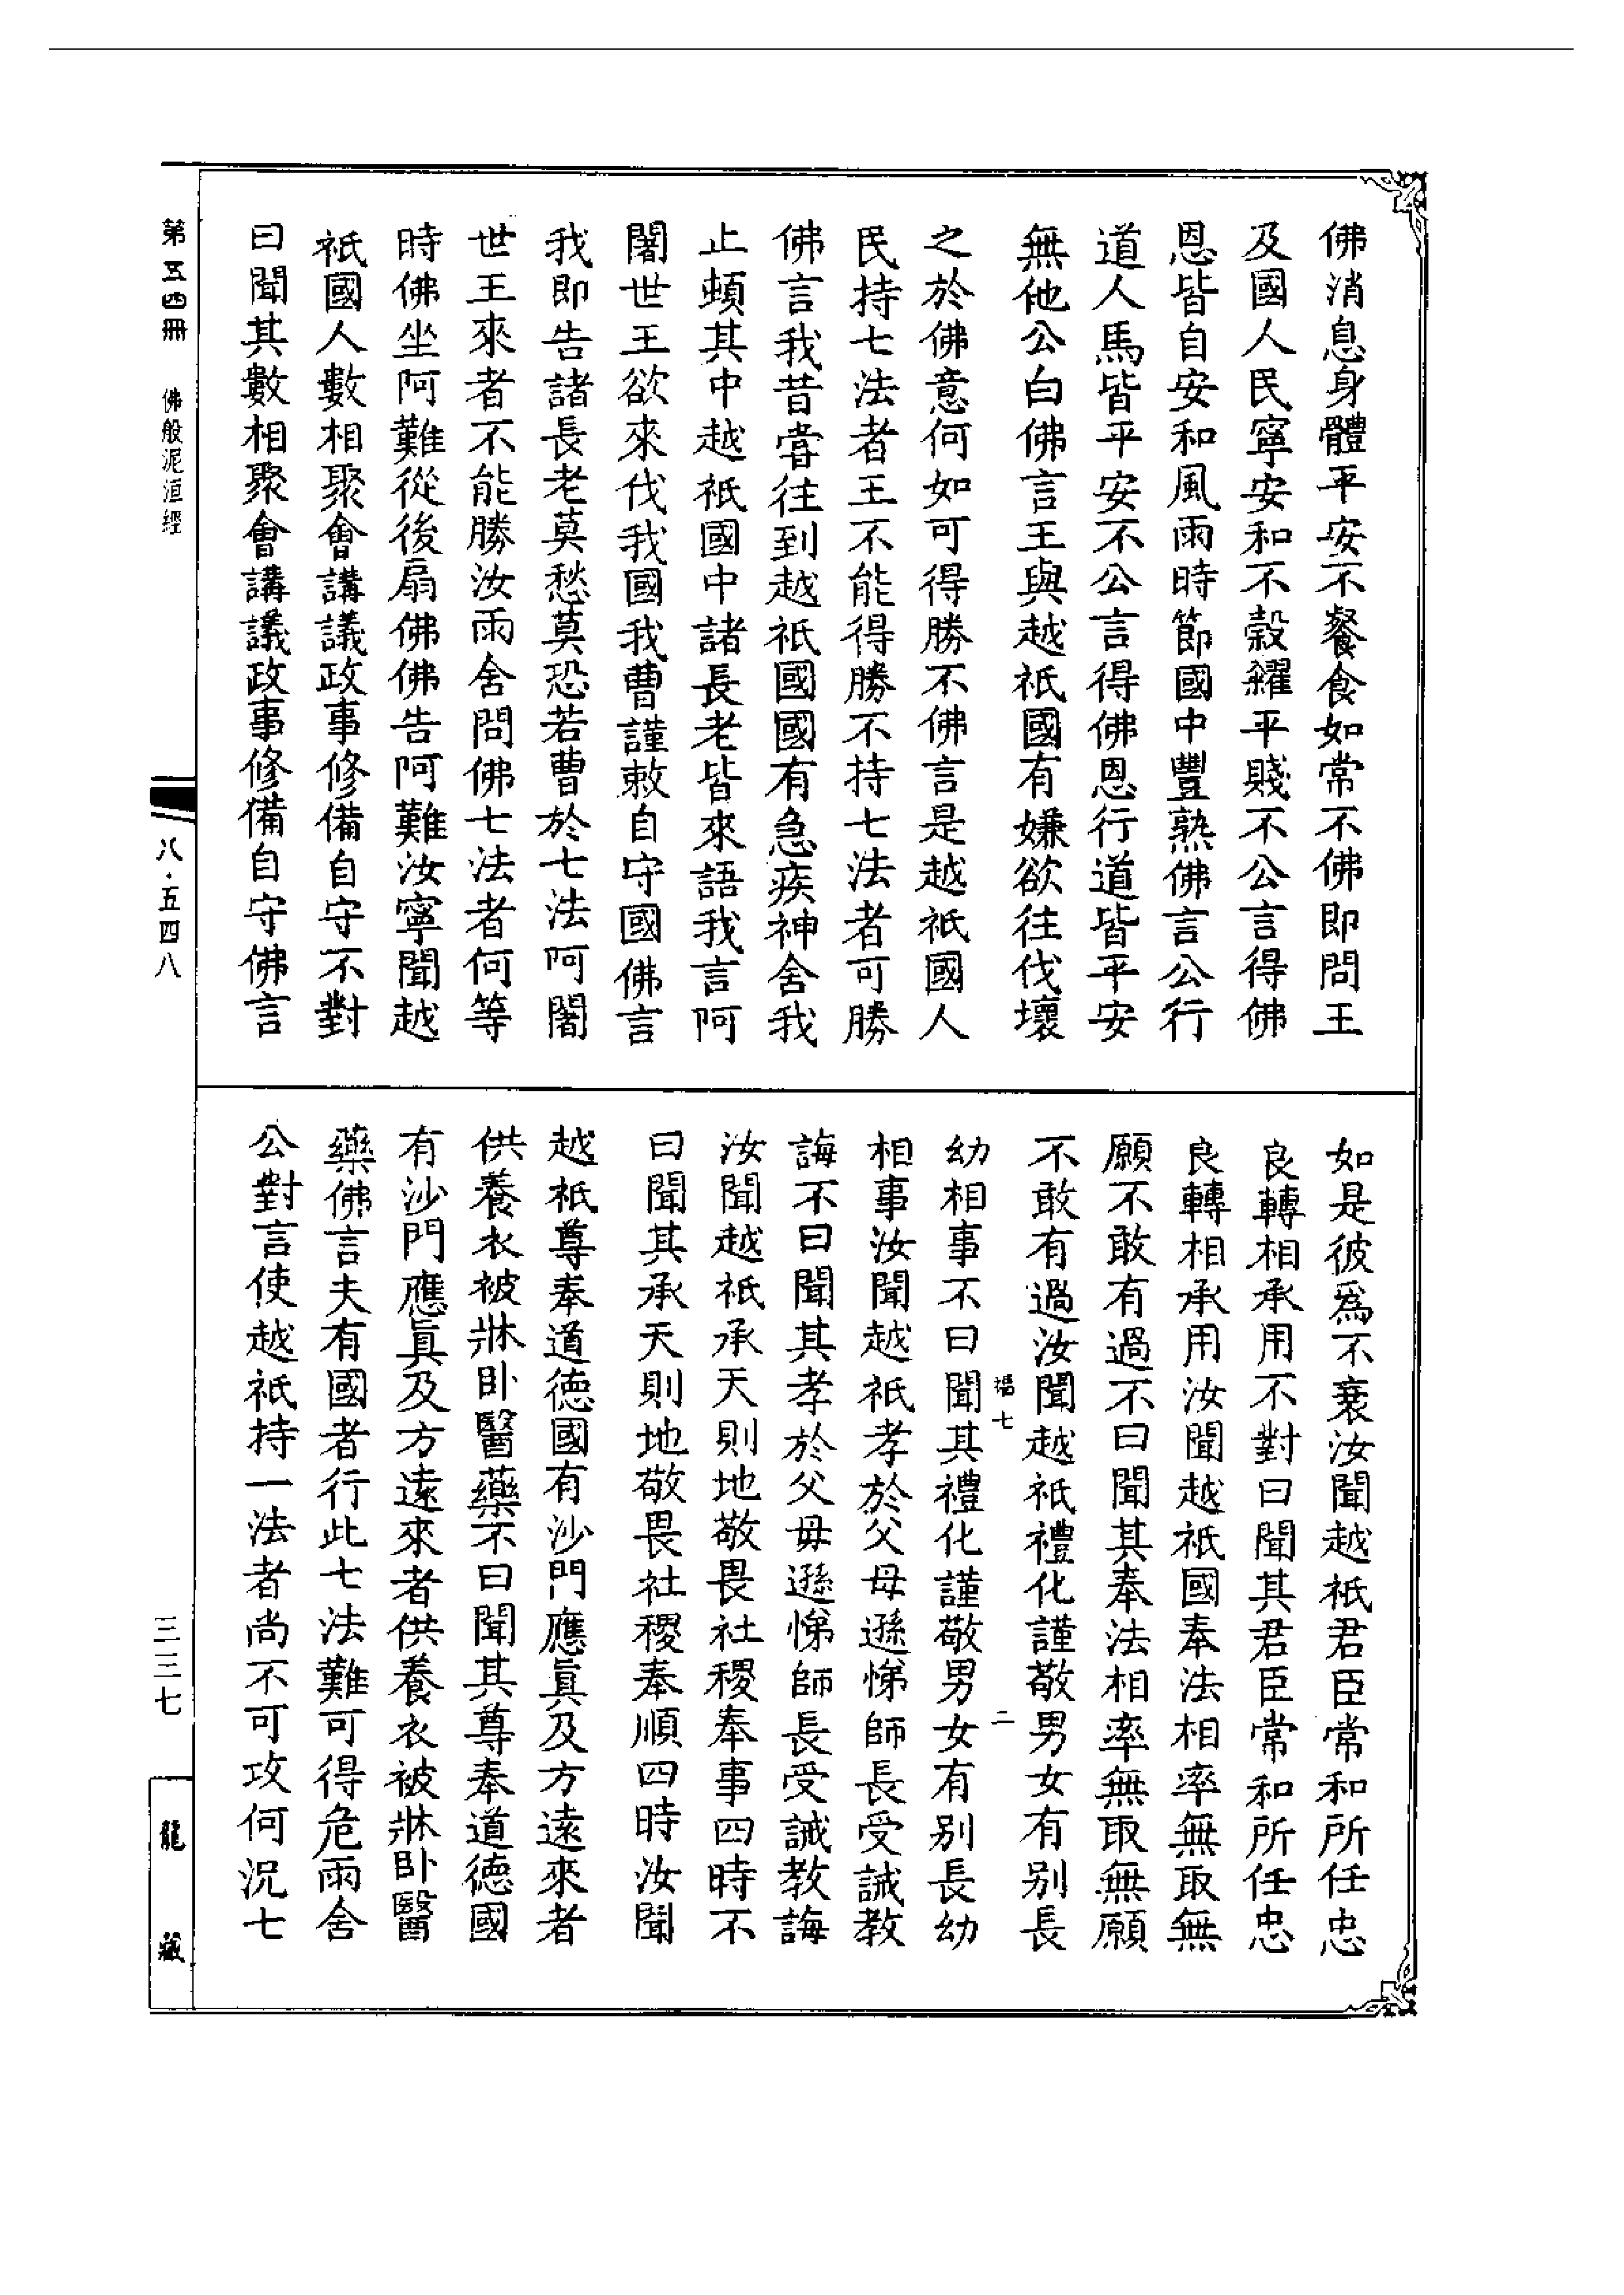 佛消息身體平安不餐食如常不佛即問王
及國人民寧安和不穀糴平賤不公言得佛
恩皆自安和風雨時節國中豐熟佛言公行
道人馬皆平安不公言得佛恩行道皆平安
無他公白佛言王與越祇國有嫌欲往伐壞
之於佛意何如可得勝不佛言是越祇國人
民持七法者王不能得勝不持七法者可勝
佛言我昔嘗往到越祇國國有急疾神舍我
止頓其中越祇國中諸長老皆來語我言阿
闍世王欲來伐我國我曹謹敕自守國佛言
我即告諸長老莫愁莫恐若曹於七法阿闍
世王來者不能勝汝雨舍問佛七法者何等
時佛坐阿難從後扇佛佛告阿難汝寧聞越
祇國人數相聚會講議政事修備自守不對
曰聞其數相聚會講議政事修備自守佛言
如是彼為不衰汝聞越祇君臣常和所任忠
良轉相承用不對曰聞其君臣常和所任忠
良轉相承用汝聞越祇國奉法相率無取無
願不敢有過不曰聞其奉法相率無取無願
不敢有過汝聞越祇禮化謹敬男女有別長
福七 二
幼相事不曰聞其禮化謹敬男女有別長幼
相事汝聞越祇孝於父母遜悌師長受誡教
誨不曰聞其孝於父母遜悌師長受誡教誨
汝聞越祇承天則地敬畏社稷奉事四時不
曰聞其承天則地敬畏社稷奉順四時汝聞
越祇尊奉道德國有沙門應真及方遠來者
供養衣被牀臥醫藥不曰聞其尊奉道德國
有沙門應真及方遠來者供養衣被牀臥醫
藥佛言夫有國者行此七法難可得危雨舍
公對言使越祇持一法者尚不可攻何況七
第五四冊 佛般泥洹經
八·五四八
三三七
龍藏